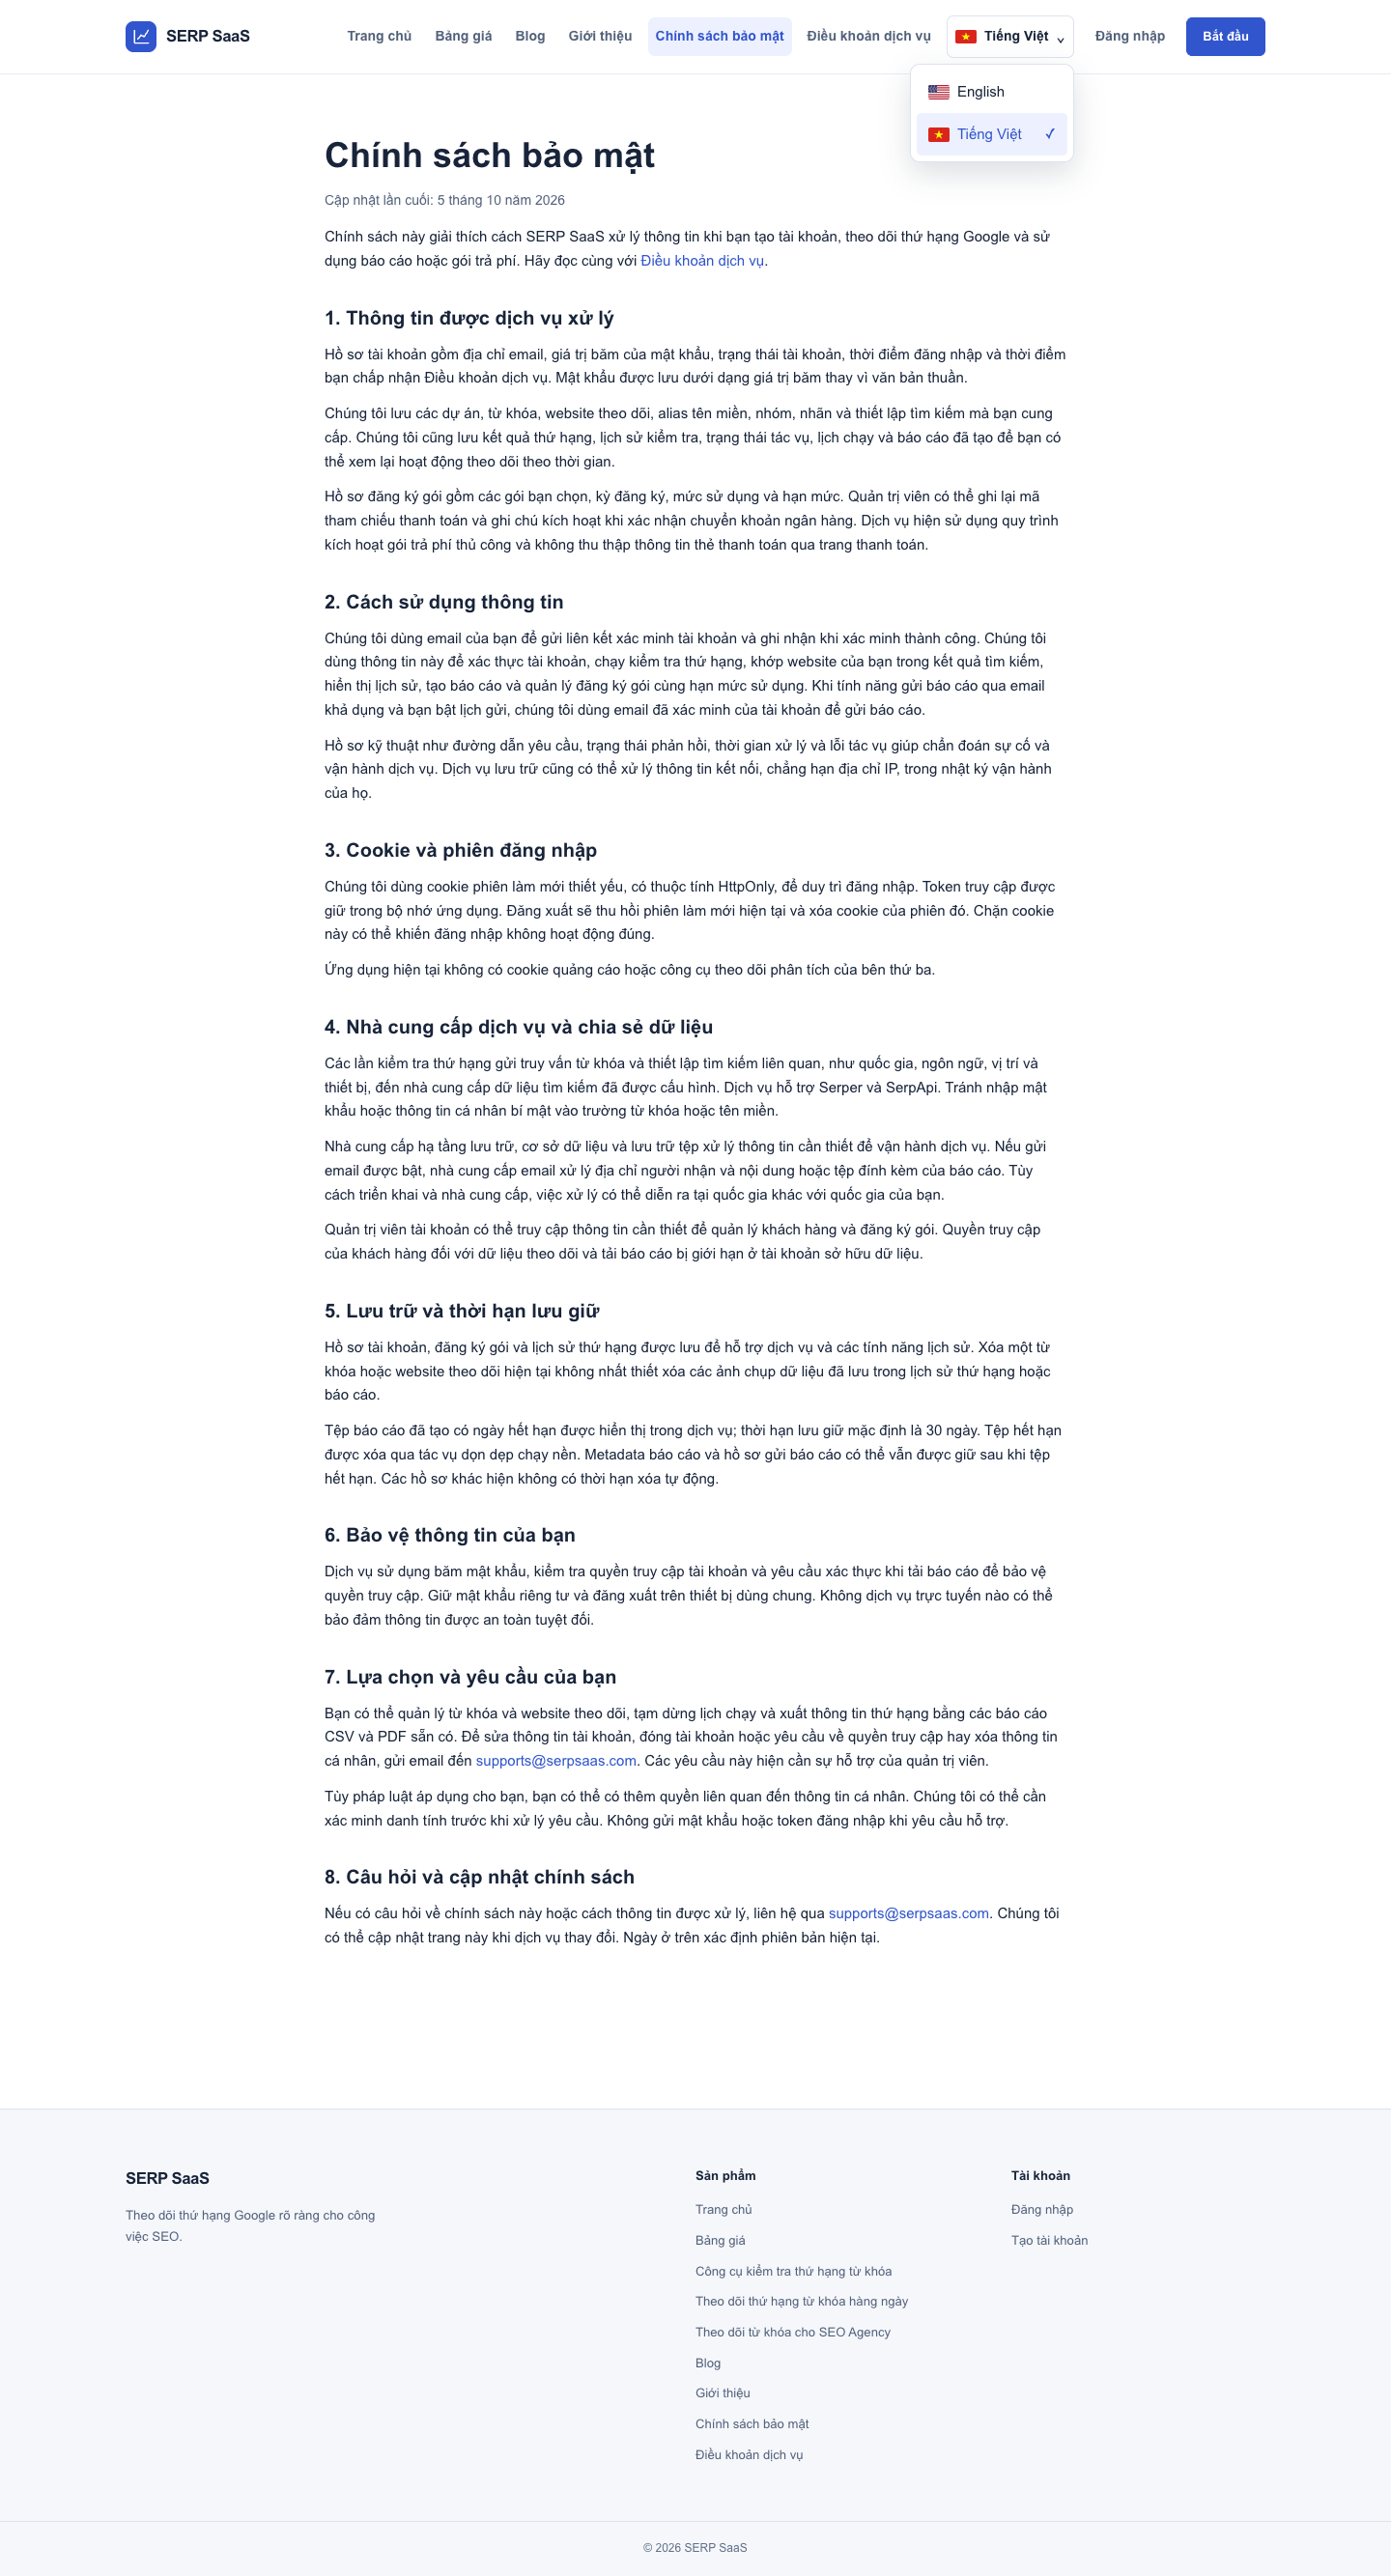 SERP SaaS
Trang chủ
Bảng giá
Blog
Giới thiệu
Chính sách bảo mật
Điều khoản dịch vụ
Tiếng Việt
Đăng nhập
Bắt đầu
English
Tiếng Việt ✓
Chính sách bảo mật
Cập nhật lần cuối: 5 tháng 10 năm 2026
Chính sách này giải thích cách SERP SaaS xử lý thông tin khi bạn tạo tài khoản, theo dõi thứ hạng Google và sử
dụng báo cáo hoặc gói trả phí. Hãy đọc cùng với Điều khoản dịch vụ.
1. Thông tin được dịch vụ xử lý
Hồ sơ tài khoản gồm địa chỉ email, giá trị băm của mật khẩu, trạng thái tài khoản, thời điểm đăng nhập và thời điểm
bạn chấp nhận Điều khoản dịch vụ. Mật khẩu được lưu dưới dạng giá trị băm thay vì văn bản thuần.
Chúng tôi lưu các dự án, từ khóa, website theo dõi, alias tên miền, nhóm, nhãn và thiết lập tìm kiếm mà bạn cung
cấp. Chúng tôi cũng lưu kết quả thứ hạng, lịch sử kiểm tra, trạng thái tác vụ, lịch chạy và báo cáo đã tạo để bạn có
thể xem lại hoạt động theo dõi theo thời gian.
Hồ sơ đăng ký gói gồm các gói bạn chọn, kỳ đăng ký, mức sử dụng và hạn mức. Quản trị viên có thể ghi lại mã
tham chiếu thanh toán và ghi chú kích hoạt khi xác nhận chuyển khoản ngân hàng. Dịch vụ hiện sử dụng quy trình
kích hoạt gói trả phí thủ công và không thu thập thông tin thẻ thanh toán qua trang thanh toán.
2. Cách sử dụng thông tin
Chúng tôi dùng email của bạn để gửi liên kết xác minh tài khoản và ghi nhận khi xác minh thành công. Chúng tôi
dùng thông tin này để xác thực tài khoản, chạy kiểm tra thứ hạng, khớp website của bạn trong kết quả tìm kiếm,
hiển thị lịch sử, tạo báo cáo và quản lý đăng ký gói cùng hạn mức sử dụng. Khi tính năng gửi báo cáo qua email
khả dụng và bạn bật lịch gửi, chúng tôi dùng email đã xác minh của tài khoản để gửi báo cáo.
Hồ sơ kỹ thuật như đường dẫn yêu cầu, trạng thái phản hồi, thời gian xử lý và lỗi tác vụ giúp chẩn đoán sự cố và
vận hành dịch vụ. Dịch vụ lưu trữ cũng có thể xử lý thông tin kết nối, chẳng hạn địa chỉ IP, trong nhật ký vận hành
của họ.
3. Cookie và phiên đăng nhập
Chúng tôi dùng cookie phiên làm mới thiết yếu, có thuộc tính HttpOnly, để duy trì đăng nhập. Token truy cập được
giữ trong bộ nhớ ứng dụng. Đăng xuất sẽ thu hồi phiên làm mới hiện tại và xóa cookie của phiên đó. Chặn cookie
này có thể khiến đăng nhập không hoạt động đúng.
Ứng dụng hiện tại không có cookie quảng cáo hoặc công cụ theo dõi phân tích của bên thứ ba.
4. Nhà cung cấp dịch vụ và chia sẻ dữ liệu
Các lần kiểm tra thứ hạng gửi truy vấn từ khóa và thiết lập tìm kiếm liên quan, như quốc gia, ngôn ngữ, vị trí và
thiết bị, đến nhà cung cấp dữ liệu tìm kiếm đã được cấu hình. Dịch vụ hỗ trợ Serper và SerpApi. Tránh nhập mật
khẩu hoặc thông tin cá nhân bí mật vào trường từ khóa hoặc tên miền.
Nhà cung cấp hạ tầng lưu trữ, cơ sở dữ liệu và lưu trữ tệp xử lý thông tin cần thiết để vận hành dịch vụ. Nếu gửi
email được bật, nhà cung cấp email xử lý địa chỉ người nhận và nội dung hoặc tệp đính kèm của báo cáo. Tùy
cách triển khai và nhà cung cấp, việc xử lý có thể diễn ra tại quốc gia khác với quốc gia của bạn.
Quản trị viên tài khoản có thể truy cập thông tin cần thiết để quản lý khách hàng và đăng ký gói. Quyền truy cập
của khách hàng đối với dữ liệu theo dõi và tải báo cáo bị giới hạn ở tài khoản sở hữu dữ liệu.
5. Lưu trữ và thời hạn lưu giữ
Hồ sơ tài khoản, đăng ký gói và lịch sử thứ hạng được lưu để hỗ trợ dịch vụ và các tính năng lịch sử. Xóa một từ
khóa hoặc website theo dõi hiện tại không nhất thiết xóa các ảnh chụp dữ liệu đã lưu trong lịch sử thứ hạng hoặc
báo cáo.
Tệp báo cáo đã tạo có ngày hết hạn được hiển thị trong dịch vụ; thời hạn lưu giữ mặc định là 30 ngày. Tệp hết hạn
được xóa qua tác vụ dọn dẹp chạy nền. Metadata báo cáo và hồ sơ gửi báo cáo có thể vẫn được giữ sau khi tệp
hết hạn. Các hồ sơ khác hiện không có thời hạn xóa tự động.
6. Bảo vệ thông tin của bạn
Dịch vụ sử dụng băm mật khẩu, kiểm tra quyền truy cập tài khoản và yêu cầu xác thực khi tải báo cáo để bảo vệ
quyền truy cập. Giữ mật khẩu riêng tư và đăng xuất trên thiết bị dùng chung. Không dịch vụ trực tuyến nào có thể
bảo đảm thông tin được an toàn tuyệt đối.
7. Lựa chọn và yêu cầu của bạn
Bạn có thể quản lý từ khóa và website theo dõi, tạm dừng lịch chạy và xuất thông tin thứ hạng bằng các báo cáo
CSV và PDF sẵn có. Để sửa thông tin tài khoản, đóng tài khoản hoặc yêu cầu về quyền truy cập hay xóa thông tin
cá nhân, gửi email đến supports@serpsaas.com. Các yêu cầu này hiện cần sự hỗ trợ của quản trị viên.
Tùy pháp luật áp dụng cho bạn, bạn có thể có thêm quyền liên quan đến thông tin cá nhân. Chúng tôi có thể cần
xác minh danh tính trước khi xử lý yêu cầu. Không gửi mật khẩu hoặc token đăng nhập khi yêu cầu hỗ trợ.
8. Câu hỏi và cập nhật chính sách
Nếu có câu hỏi về chính sách này hoặc cách thông tin được xử lý, liên hệ qua supports@serpsaas.com. Chúng tôi
có thể cập nhật trang này khi dịch vụ thay đổi. Ngày ở trên xác định phiên bản hiện tại.
SERP SaaS
Theo dõi thứ hạng Google rõ ràng cho công
việc SEO.
Sản phẩm
Trang chủ
Bảng giá
Công cụ kiểm tra thứ hạng từ khóa
Theo dõi thứ hạng từ khóa hàng ngày
Theo dõi từ khóa cho SEO Agency
Blog
Giới thiệu
Chính sách bảo mật
Điều khoản dịch vụ
Tài khoản
Đăng nhập
Tạo tài khoản
© 2026 SERP SaaS